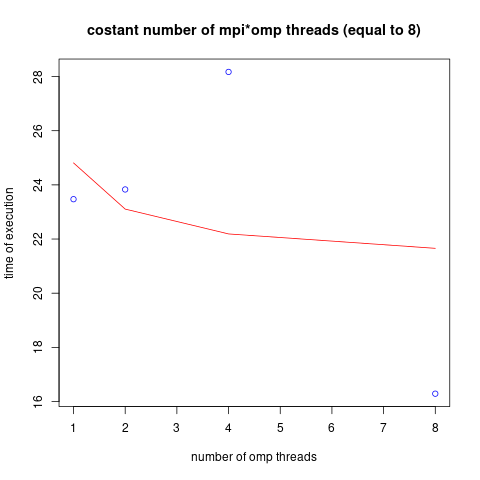 costant number of mpi*omp threads (equal to 8)
28
26
24
22
20
18
16
time of execution
1 2 3 4 5 6 7 8
number of omp threads